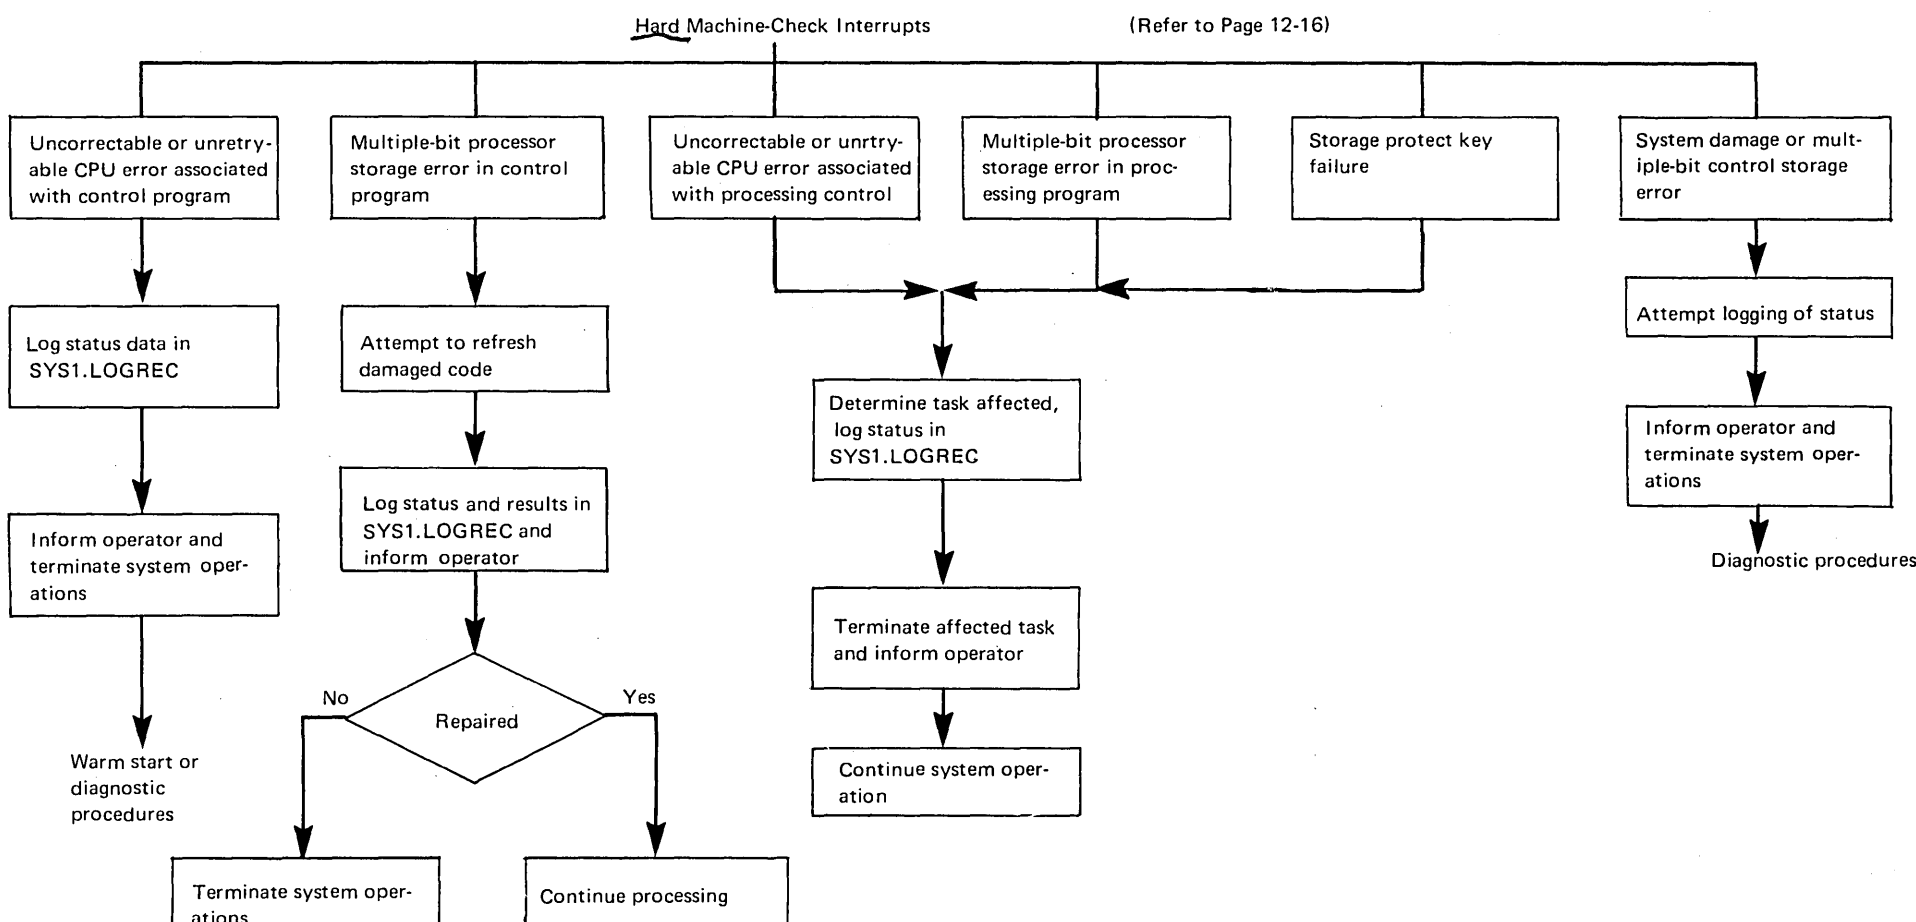 Hard Machine-Check Interrupts
(Refer to Page 12-16)
Uncorrectable or unretry-
able CPU error associated
with control program
Multiple-bit processor
storage error in control
program
Uncorrectable or unrtry-
able CPU error associated
with processing control
Multiple-bit processor
storage error in proc-
essing program
Storage protect key
failure
System damage or mult-
iple-bit control storage
error
Log status data in
SYS1.LOGREC
Attempt to refresh
damaged code
Attempt logging of status
Determine task affected,
log status in
SYS1.LOGREC
Inform operator and
terminate system oper-
ations
Log status and results in
SYS1.LOGREC and
inform operator
Inform operator and
terminate system oper-
ations
Diagnostic procedures
Terminate affected task
and inform operator
No
Yes
Repaired
Warm start or
diagnostic
procedures
Continue system oper-
ation
Terminate system oper-
ations
Continue processing